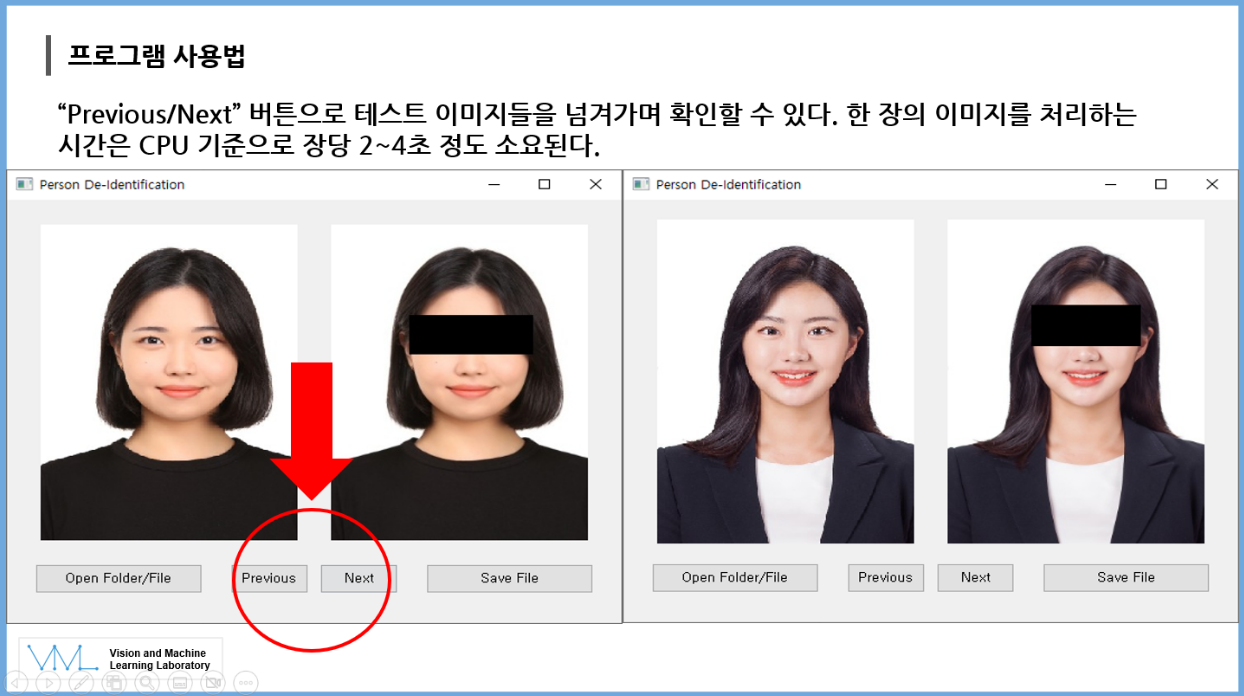 프로그램 사용법
“Previous/Next” 버튼으로 테스트 이미지들을 넘겨가며 확인할 수 있다. 한 장의 이미지를 처리하는
시간은 CPU 기준으로 장당 2~4초 정도 소요된다.
Person De-Identification
Open Folder/File
Previous
Next
Save File
Person De-Identification
Open Folder/File
Previous
Next
Save File
VML
Vision and Machine
Learning Laboratory